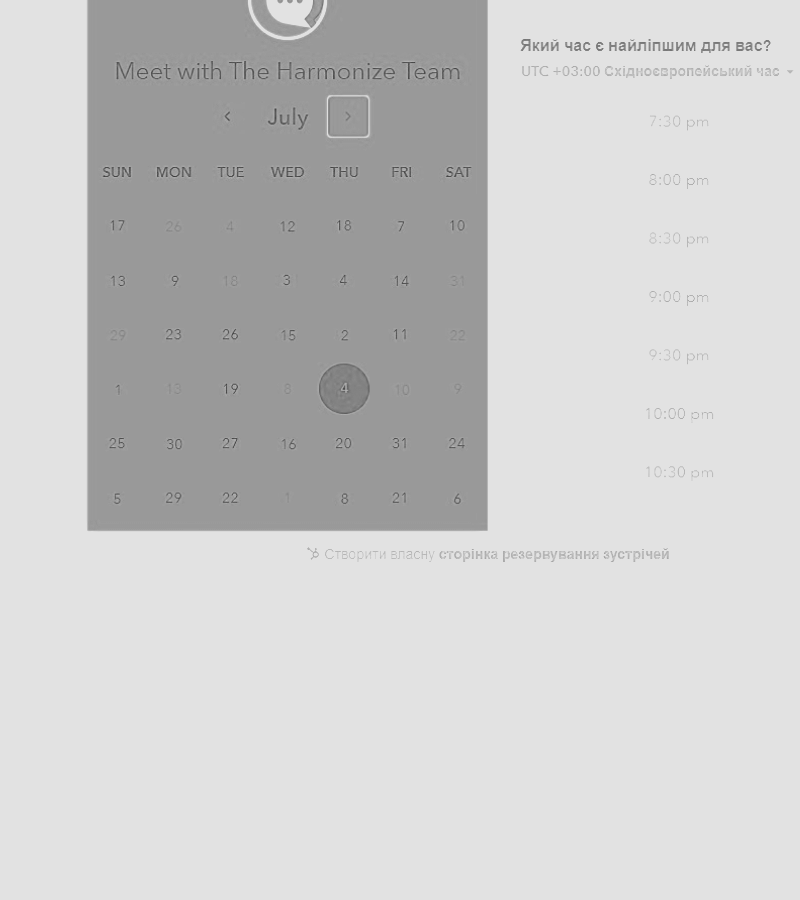 Meet with The Harmonize Team
July
SUN MON TUE WED THU FRI SAT
17 26 4 12 18 7 10
13 9 18 3 4 14 31
29 23 26 15 2 11 22
1 13 19 8 4 10 9
25 30 27 16 20 31 24
5 29 22 1 8 21 6
Який час є найліпшим для вас?
UTC +03:00 Східноєвропейський час
7:30 pm
8:00 pm
8:30 pm
9:00 pm
9:30 pm
10:00 pm
10:30 pm
Створити власну сторінка резервування зустрічей